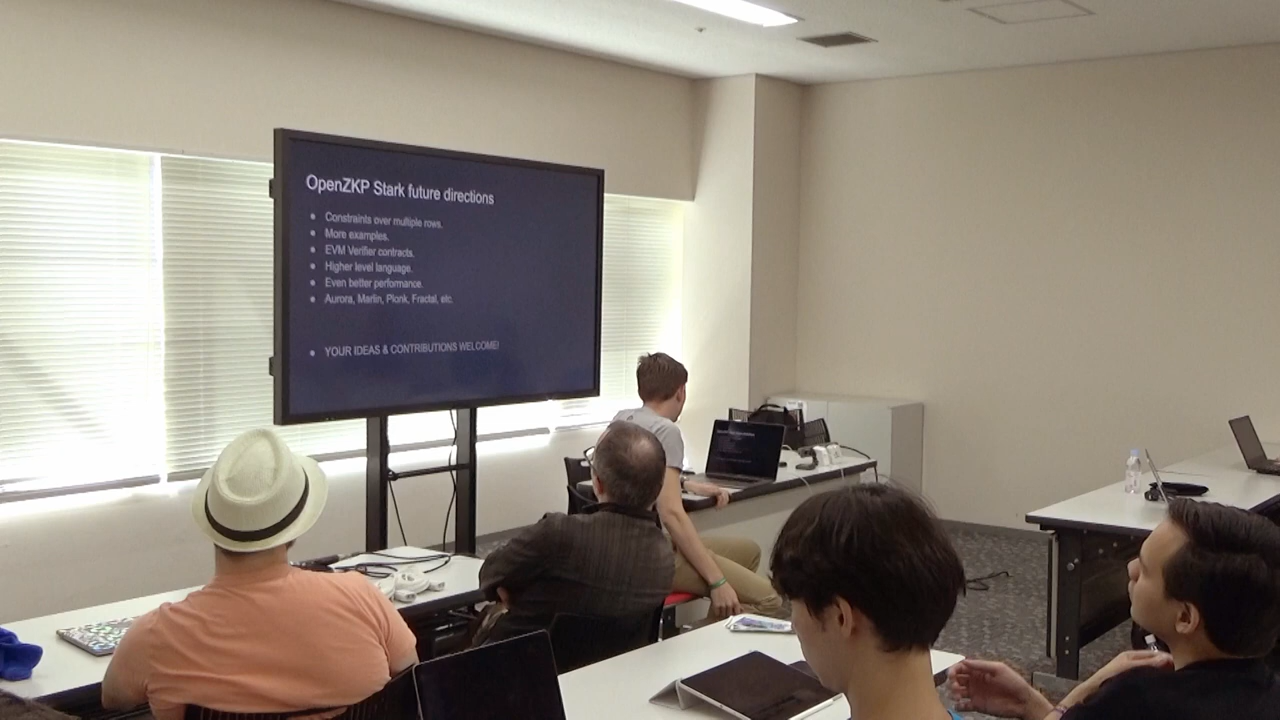 OpenZKP Stark future directions
● Constraints over multiple rows.
● More examples.
● EVM Verifier contracts.
● Higher level language.
● Even better performance.
● Aurora, Marlin, Plonk, Fractal, etc.
● YOUR IDEAS & CONTRIBUTIONS WELCOME!